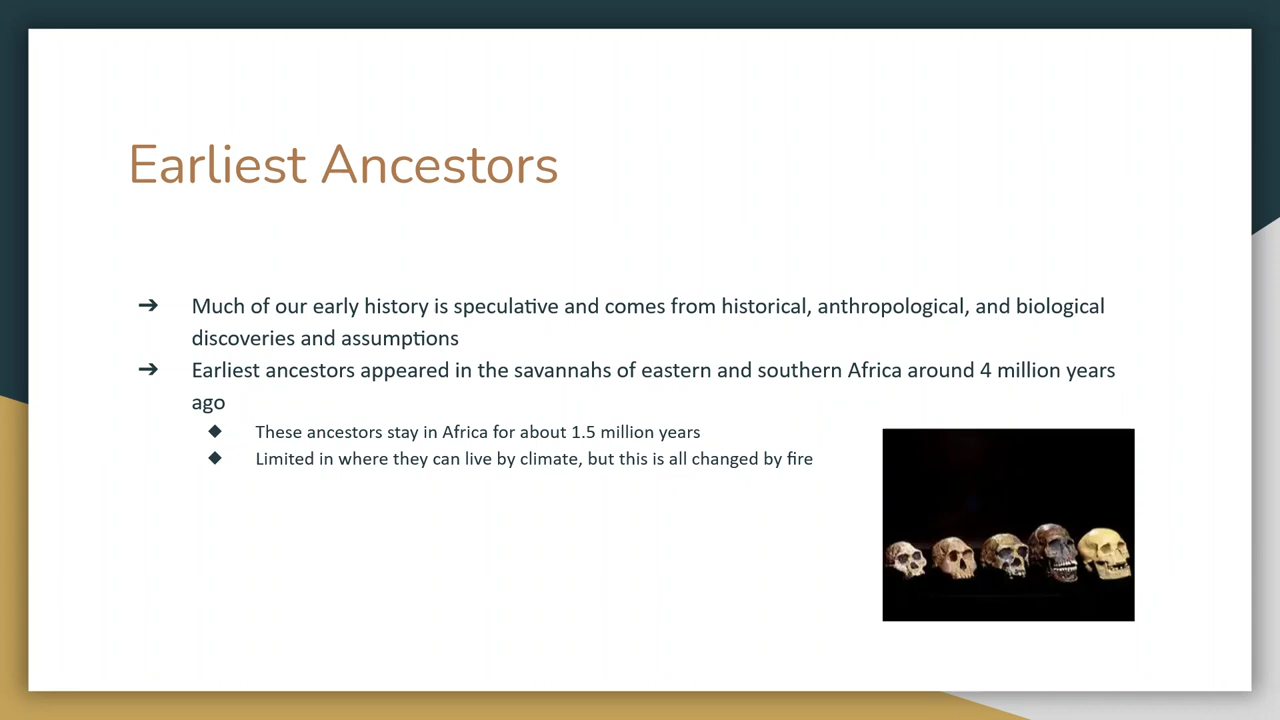 Earliest Ancestors
➔ Much of our early history is speculative and comes from historical, anthropological, and biological
discoveries and assumptions
➔ Earliest ancestors appeared in the savannahs of eastern and southern Africa around 4 million years
ago
◆ These ancestors stay in Africa for about 1.5 million years
◆ Limited in where they can live by climate, but this is all changed by fire